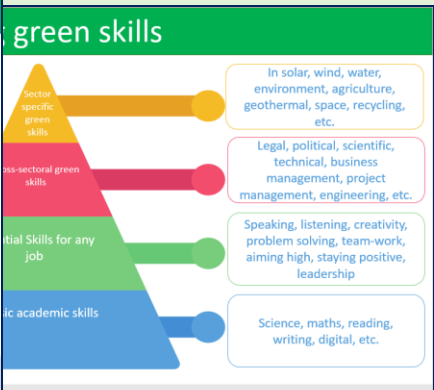 green skills
Sector
specific
green
skills
In solar, wind, water,
environment, agriculture,
geothermal, space, recycling,
etc.
oss-sectoral green
skills
Legal, political, scientific,
technical, business
management, project
management, engineering, etc.
tial Skills for any
job
Speaking, listening, creativity,
problem solving, team-work,
aiming high, staying positive,
leadership
ic academic skills
Science, maths, reading,
writing, digital, etc.